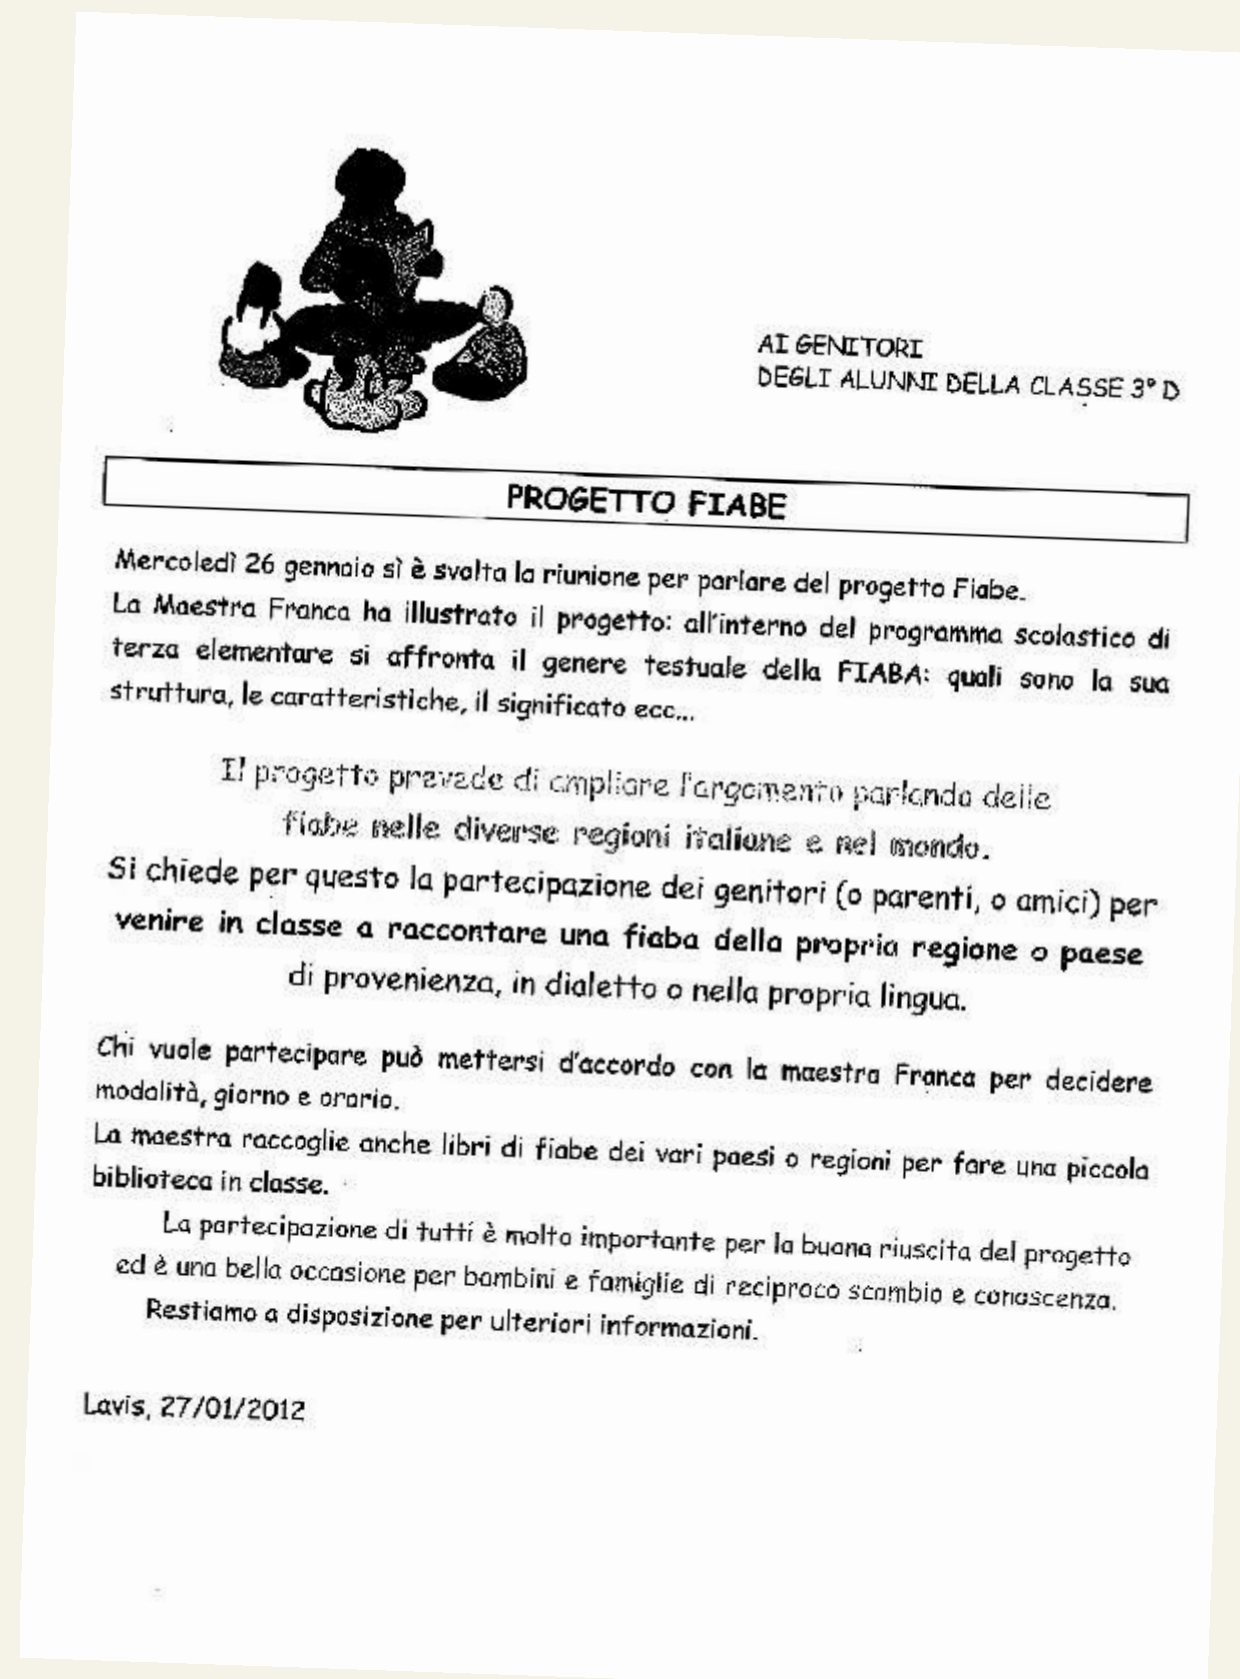 AI GENITORI
DEGLI ALUNNI DELLA CLASSE 3° D
PROGETTO FIABE
Mercoledì 26 gennaio sì è svolta la riunione per parlare del progetto Fiabe.
La Maestra Franca ha illustrato il progetto: all'interno del programma scolastico di
terza elementare si affronta il genere testuale della FIABA: quali sono la sua
struttura, le caratteristiche, il significato ecc...
Il progetto prevede di ampliare l'argomento parlando delle
fiabe nelle diverse regioni italiane e nel mondo.
Si chiede per questo la partecipazione dei genitori (o parenti, o amici) per
venire in classe a raccontare una fiaba della propria regione o paese
di provenienza, in dialetto o nella propria lingua.
Chi vuole partecipare può mettersi d'accordo con la maestra Franca per decidere
modalità, giorno e orario.
La maestra raccoglie anche libri di fiabe dei vari paesi o regioni per fare una piccola
biblioteca in classe.
La partecipazione di tutti è molto importante per la buona riuscita del progetto
ed è una bella occasione per bambini e famiglie di reciproco scambio e conoscenza.
Restiamo a disposizione per ulteriori informazioni.
Lavis, 27/01/2012